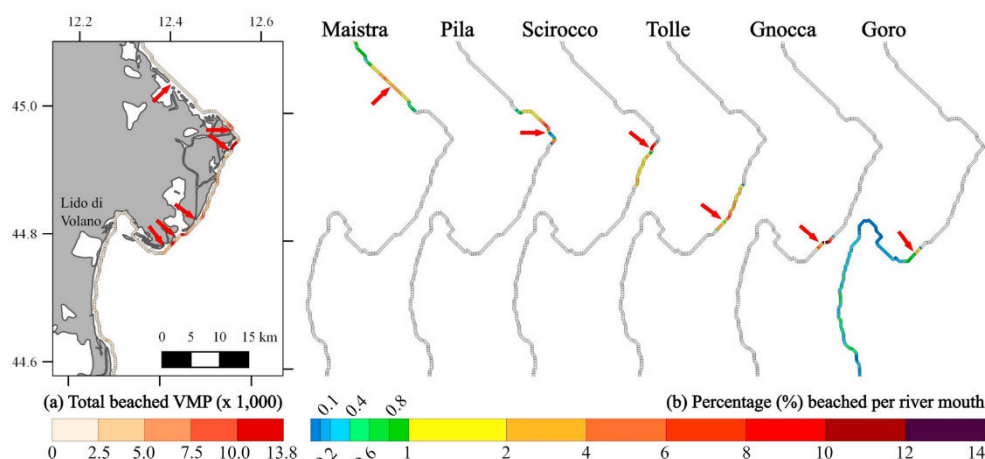 12.2 12.4 12.6
Maistra Pila Scirocco Tolle Gnocca Goro
45.0
Lido di
Volano
44.8
0 5 10 15 km
44.6
(a) Total beached VMP (x 1,000)
0.1 0.4 0.8
(b) Percentage (%) beached per river mouth
0 2.5 5.0 7.5 10.0 13.8
0 1 2 4 6 8 10 12 14